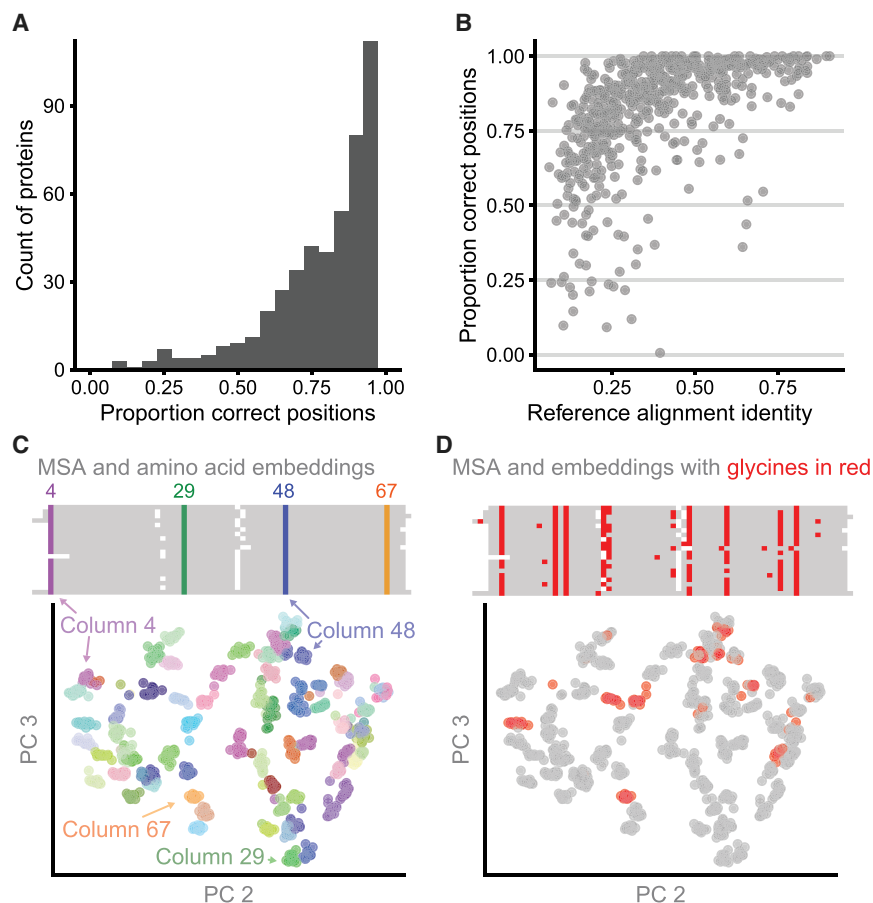 A
Count of proteins
90
60
30
0
0.00 0.25 0.50 0.75 1.00
Proportion correct positions
B
Proportion correct positions
1.00
0.75
0.50
0.25
0.00
0.25 0.50 0.75
Reference alignment identity
C
MSA and amino acid embeddings
4 29 48 67
Column 4
Column 48
Column 67
Column 29
PC 3
PC 2
D
MSA and embeddings with glycines in red
PC 3
PC 2